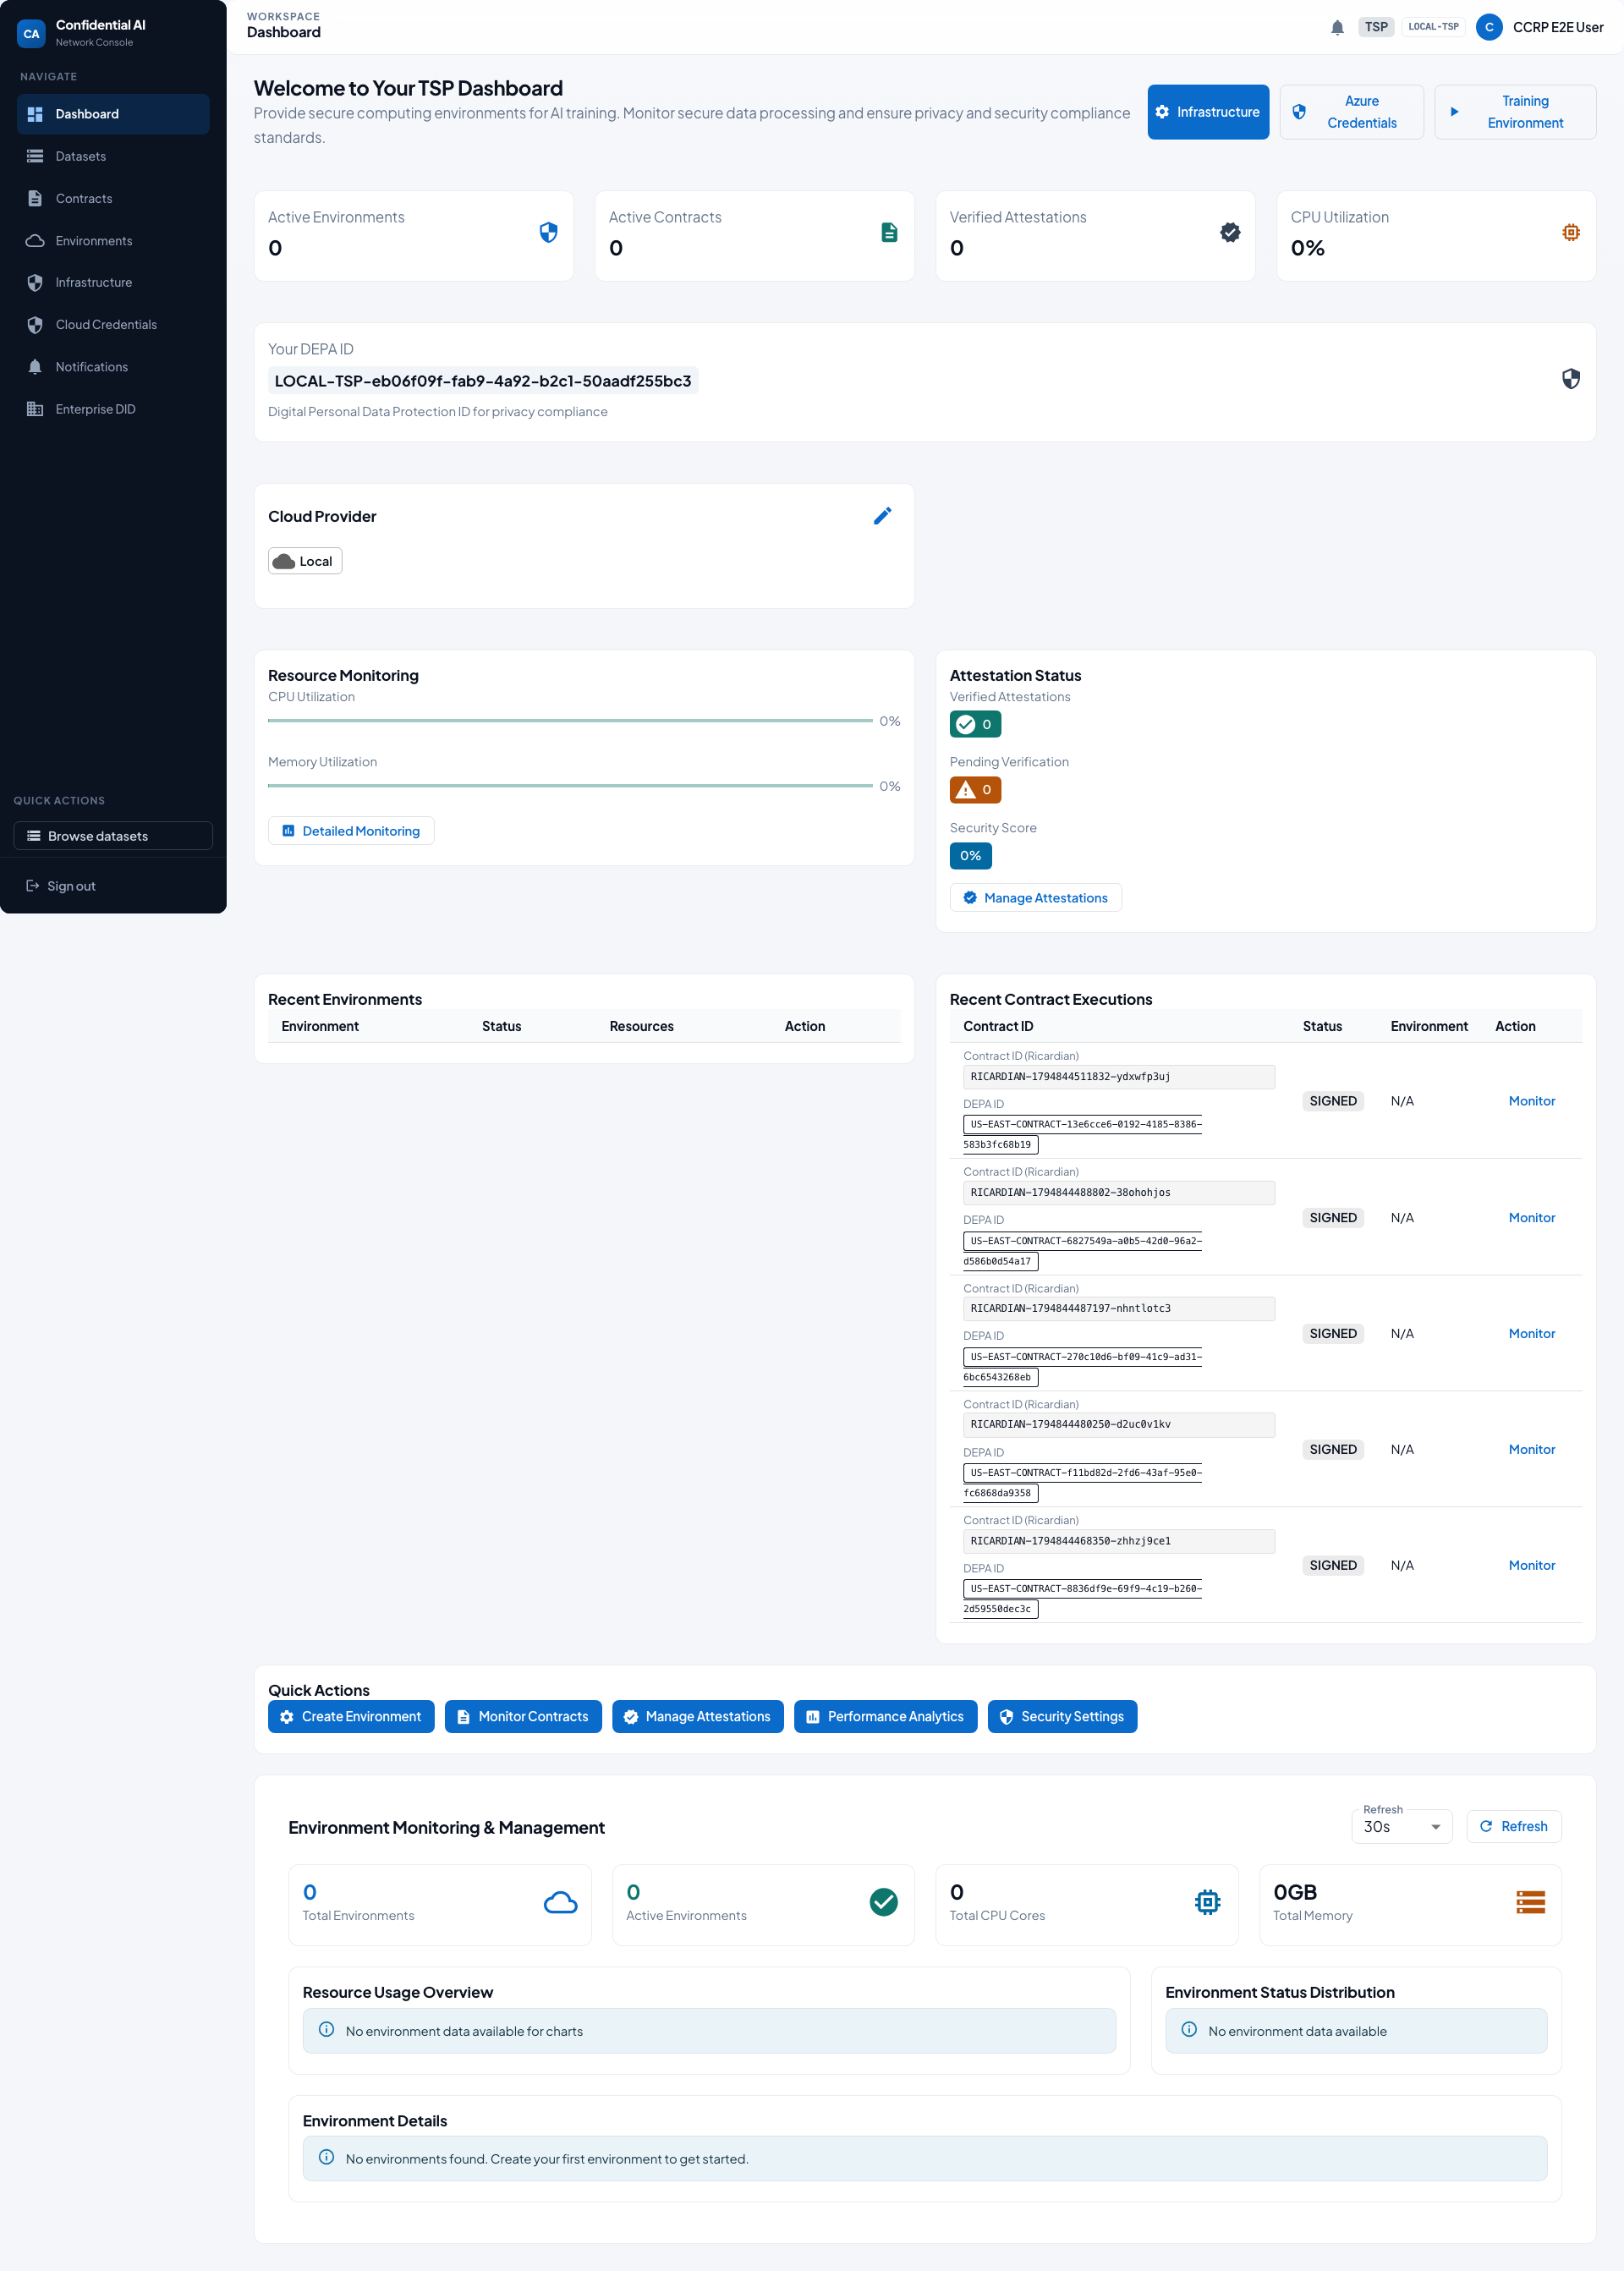 CA
Confidential AI
Network Console
NAVIGATE
Dashboard
Datasets
Contracts
Environments
Infrastructure
Cloud Credentials
Notifications
Enterprise DID
QUICK ACTIONS
Browse datasets
Sign out
WORKSPACE
Dashboard
TSP
LOCAL-TSP
C
CCRP E2E User
Welcome to Your TSP Dashboard
Provide secure computing environments for AI training. Monitor secure data processing and ensure privacy and security compliance
standards.
Infrastructure
Azure
Credentials
Training
Environment
Active Environments
0
Active Contracts
0
Verified Attestations
0
CPU Utilization
0%
Your DEPA ID
LOCAL-TSP-eb06f09f-fab9-4a92-b2c1-50aadf255bc3
Digital Personal Data Protection ID for privacy compliance
Cloud Provider
Local
Resource Monitoring
CPU Utilization
0%
Memory Utilization
0%
Detailed Monitoring
Attestation Status
Verified Attestations
0
Pending Verification
0
Security Score
0%
Manage Attestations
Recent Environments
Environment Status Resources Action
Recent Contract Executions
Contract ID Status Environment Action
Contract ID (Ricardian)
RICARDIAN-1794844511832-ydxwfp3uj
DEPA ID
US-EAST-CONTRACT-13e6cce6-0192-4185-8386-
583b3fc68b19
SIGNED N/A Monitor
Contract ID (Ricardian)
RICARDIAN-1794844488802-38ohohjos
DEPA ID
US-EAST-CONTRACT-6827549a-a0b5-42d0-96a2-
d586b0d54a17
SIGNED N/A Monitor
Contract ID (Ricardian)
RICARDIAN-1794844487197-nhntlotc3
DEPA ID
US-EAST-CONTRACT-270c10d6-bf09-41c9-ad31-
6bc6543268eb
SIGNED N/A Monitor
Contract ID (Ricardian)
RICARDIAN-1794844480250-d2uc0v1kv
DEPA ID
US-EAST-CONTRACT-f11bd82d-2fd6-43af-95e0-
fc6868da9358
SIGNED N/A Monitor
Contract ID (Ricardian)
RICARDIAN-1794844468350-zhhzj9ce1
DEPA ID
US-EAST-CONTRACT-8836df9e-69f9-4c19-b260-
2d59550dec3c
SIGNED N/A Monitor
Quick Actions
Create Environment
Monitor Contracts
Manage Attestations
Performance Analytics
Security Settings
Environment Monitoring & Management
Refresh
30s
Refresh
0
Total Environments
0
Active Environments
0
Total CPU Cores
0GB
Total Memory
Resource Usage Overview
No environment data available for charts
Environment Status Distribution
No environment data available
Environment Details
No environments found. Create your first environment to get started.